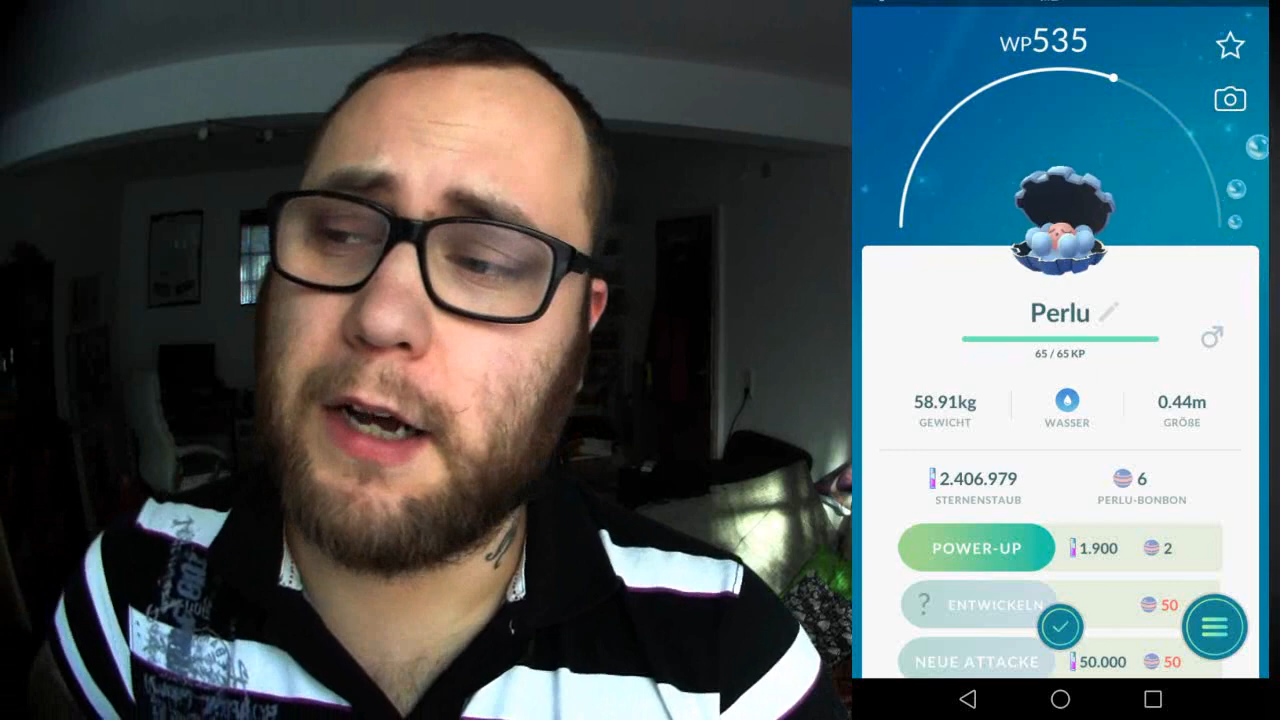 WP535
Perlu
65 / 65 KP
58.91kg
GEWICHT
WASSER
0.44m
GRÖßE
2.406.979
STERNENSTAUB
6
PERLU-BONBON
POWER-UP 1.900 2
? ENTWICKELN 50
NEUE ATTACKE 50.000 50